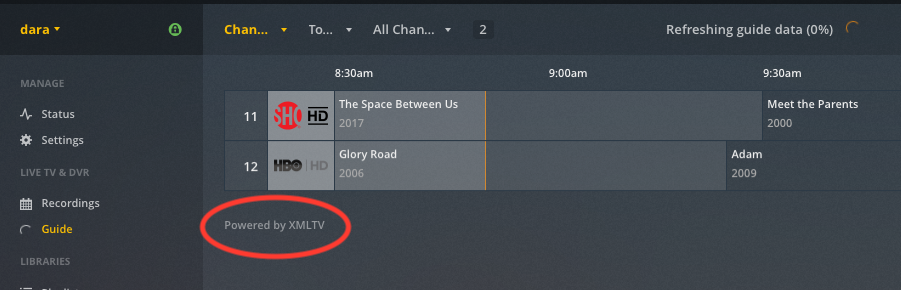 dara
Chan... To... All Chan... 2 Refreshing guide data (0%)
MANAGE
Status
Settings
LIVE TV & DVR
Recordings
Guide
LIBRARIES
8:30am 9:00am 9:30am
11 SHO HD The Space Between Us Meet the Parents
2017 2000
12 HBO HD Glory Road Adam
2006 2009
Powered by XMLTV